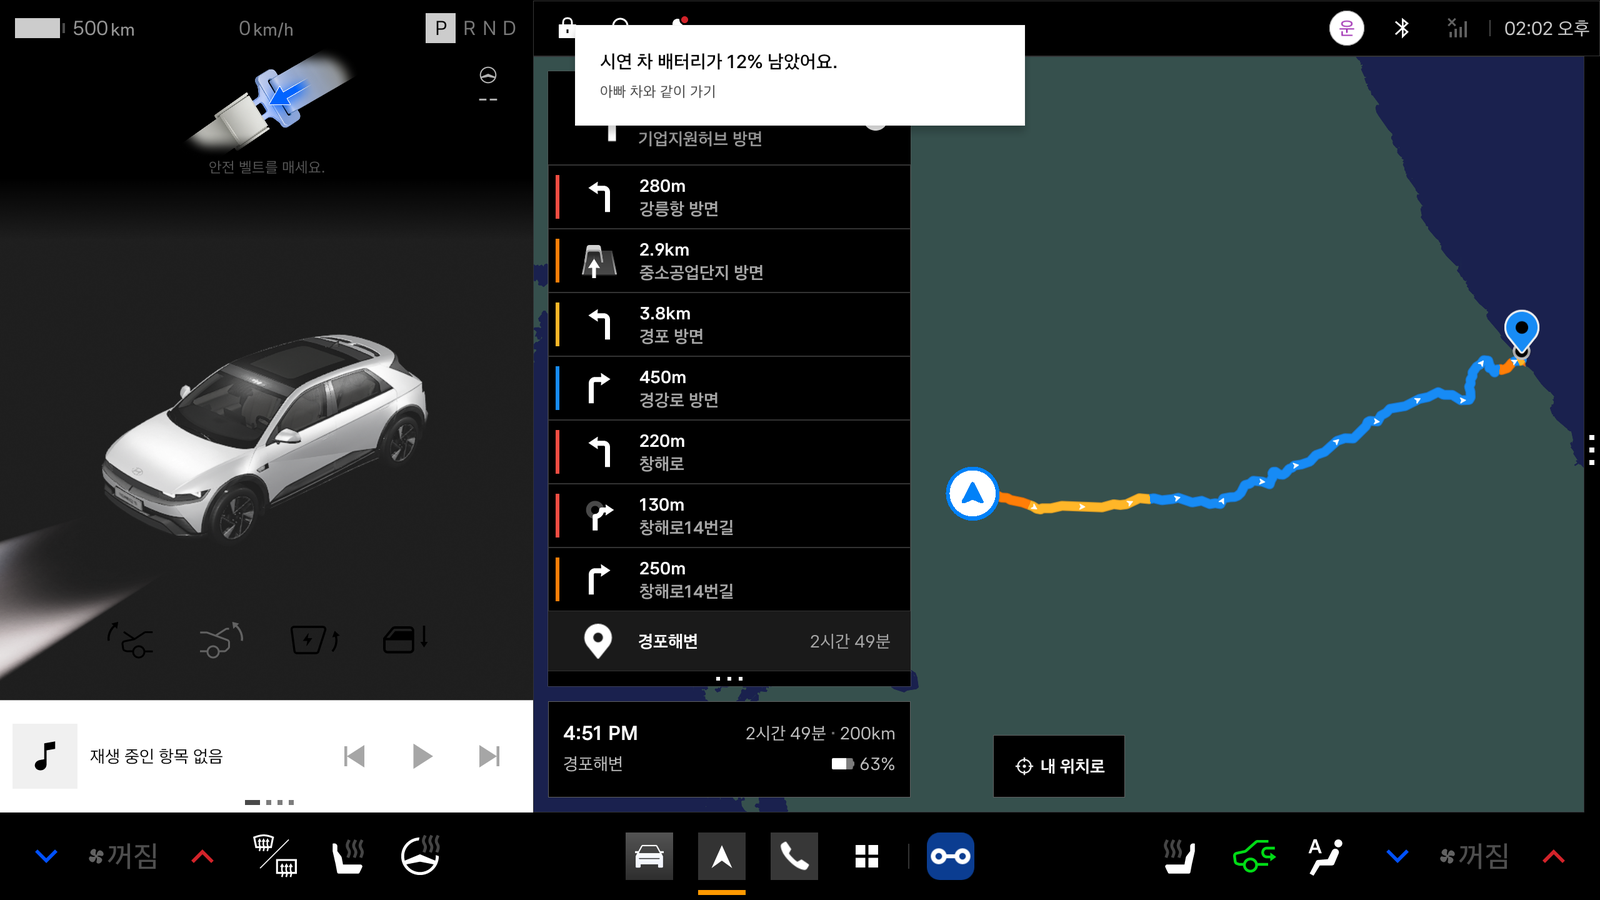 500 km
0 km/h
P R N D
운
02:02 오후
시연 차 배터리가 12% 남았어요.
아빠 차와 같이 가기
--
안전 벨트를 매세요.
기업지원허브 방면
280m
강릉항 방면
2.9km
중소공업단지 방면
3.8km
경포 방면
450m
경강로 방면
220m
창해로
130m
창해로14번길
250m
창해로14번길
경포해변 2시간 49분
4:51 PM 2시간 49분 · 200km
경포해변 63%
내 위치로
재생 중인 항목 없음
꺼짐
A
꺼짐